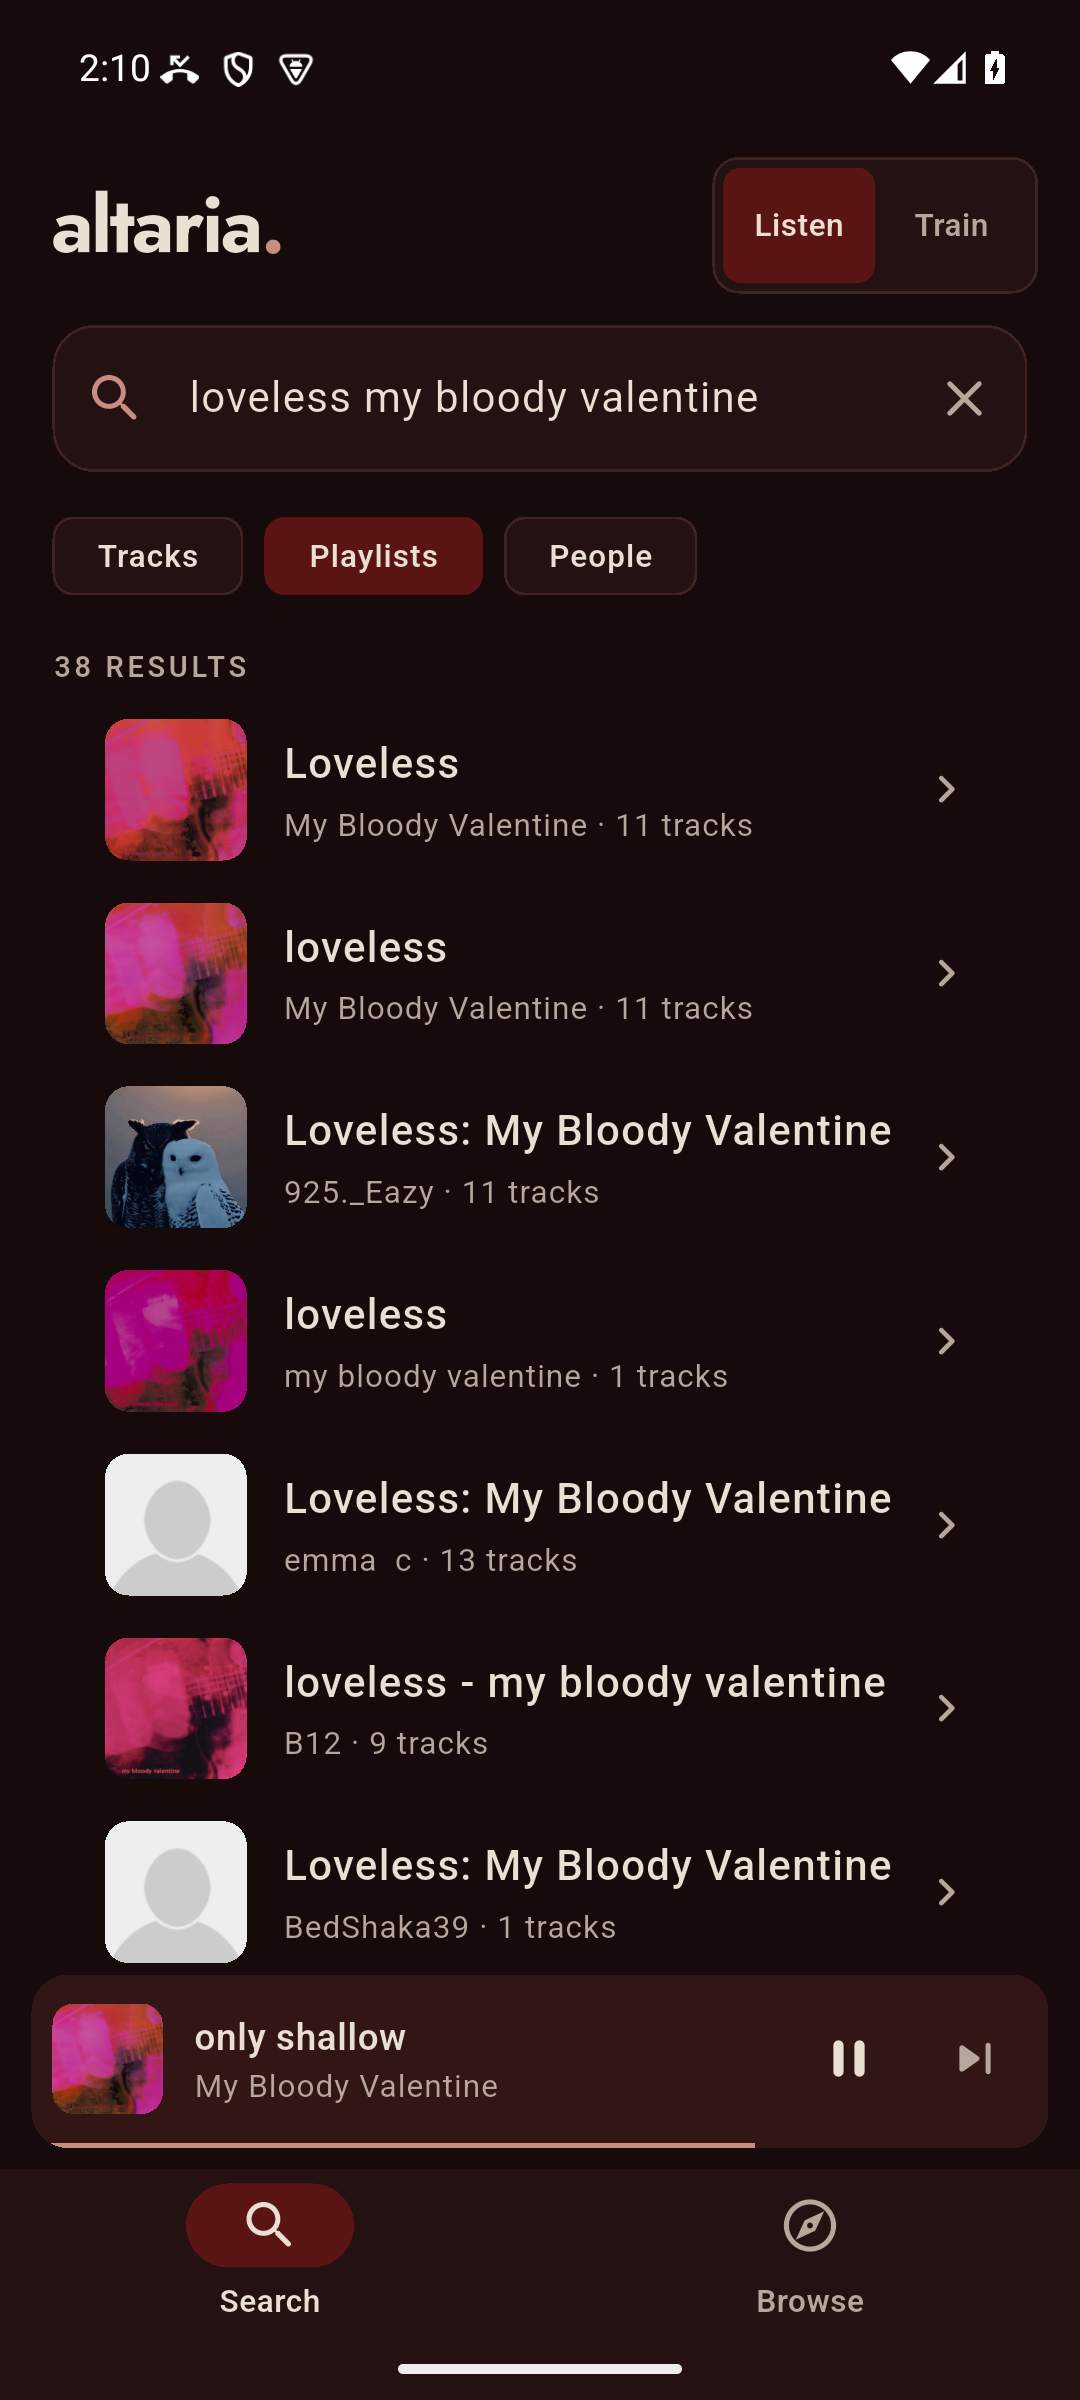 2:10
altaria.
Listen
Train
loveless my bloody valentine
Tracks
Playlists
People
38 RESULTS
Loveless
My Bloody Valentine · 11 tracks
loveless
My Bloody Valentine · 11 tracks
Loveless: My Bloody Valentine
925._Eazy · 11 tracks
loveless
my bloody valentine · 1 tracks
Loveless: My Bloody Valentine
emma  c · 13 tracks
my bloody valentine
loveless - my bloody valentine
B12 · 9 tracks
Loveless: My Bloody Valentine
BedShaka39 · 1 tracks
only shallow
My Bloody Valentine
Search
Browse